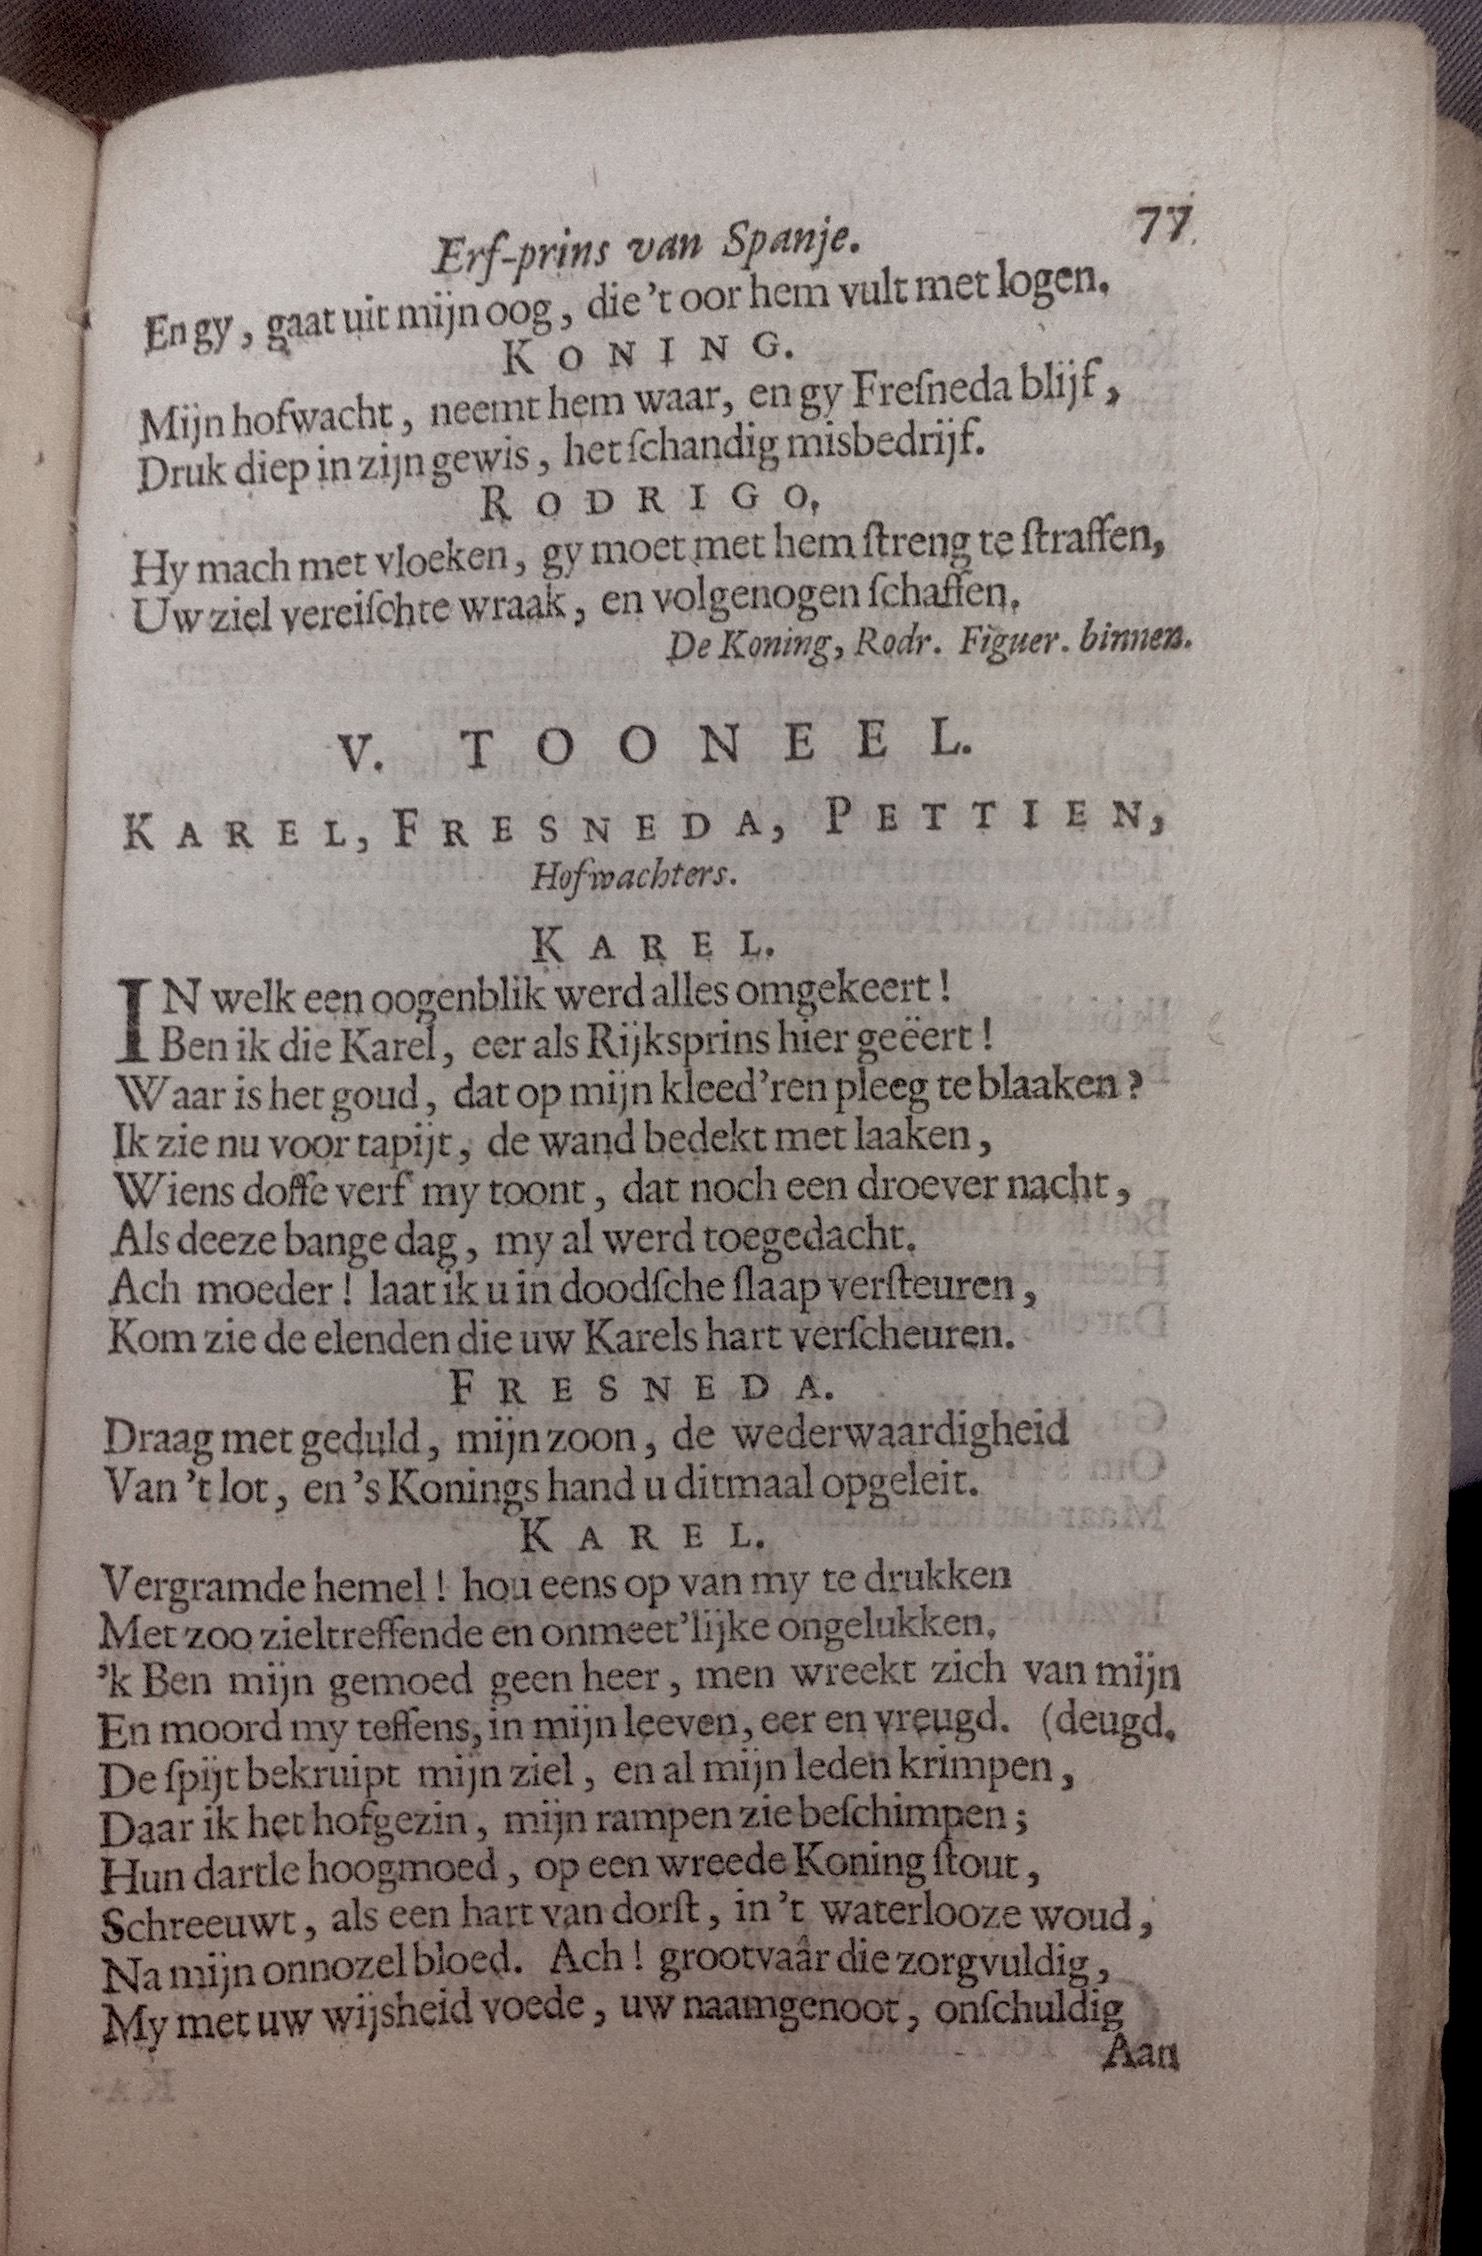 Erf-prins van Spanje. 77
En gy, gaat uit mijn oog, die 't oor hem vult met logen.
KONING.
Mijn hofwacht, neemt hem waar, en gy Freſneda blijf,
Druk diep in zijn gewis, het ſchandig misbedrijf.
RODRIGO,
Hy mach met vloeken, gy moet met hem ſtreng te ſtraffen,
Uw ziel vereiſchte wraak, en volgenogen ſchaffen.
De Koning, Rodr. Figuer. binnen.
V. TOONEEL.
KAREL, FRESNEDA, PETTIEN,
Hofwachters.
KAREL.
IN welk een oogenblik werd alles omgekeert!
Ben ik die Karel, eer als Rijksprins hier geëert!
Waar is het goud, dat op mijn kleed'ren pleeg te blaaken?
Ik zie nu voor tapijt, de wand bedekt met laaken,
Wiens doffe verf my toont, dat noch een droever nacht,
Als deeze bange dag, my al werd toegedacht.
Ach moeder! laat ik u in doodſche ſlaap verſteuren,
Kom zie de elenden die uw Karels hart verſcheuren.
FRESNEDA.
Draag met geduld, mijn zoon, de wederwaardigheid
Van 't lot, en 's Konings hand u ditmaal opgeleit.
KAREL.
Vergramde hemel! hou eens op van my te drukken
Met zoo zieltreffende en onmeet'lijke ongelukken.
'k Ben mijn gemoed geen heer, men wreekt zich van mijn
En moord my teffens, in mijn leeven, eer en vreugd. (deugd.
De ſpijt bekruipt mijn ziel, en al mijn leden krimpen,
Daar ik het hofgezin, mijn rampen zie beſchimpen;
Hun dartle hoogmoed, op een wreede Koning ſtout,
Schreeuwt, als een hart van dorſt, in 't waterlooze woud,
Na mijn onnozel bloed. Ach! grootvaâr die zorgvuldig,
My met uw wijsheid voede, uw naamgenoot, onſchuldig
Aan